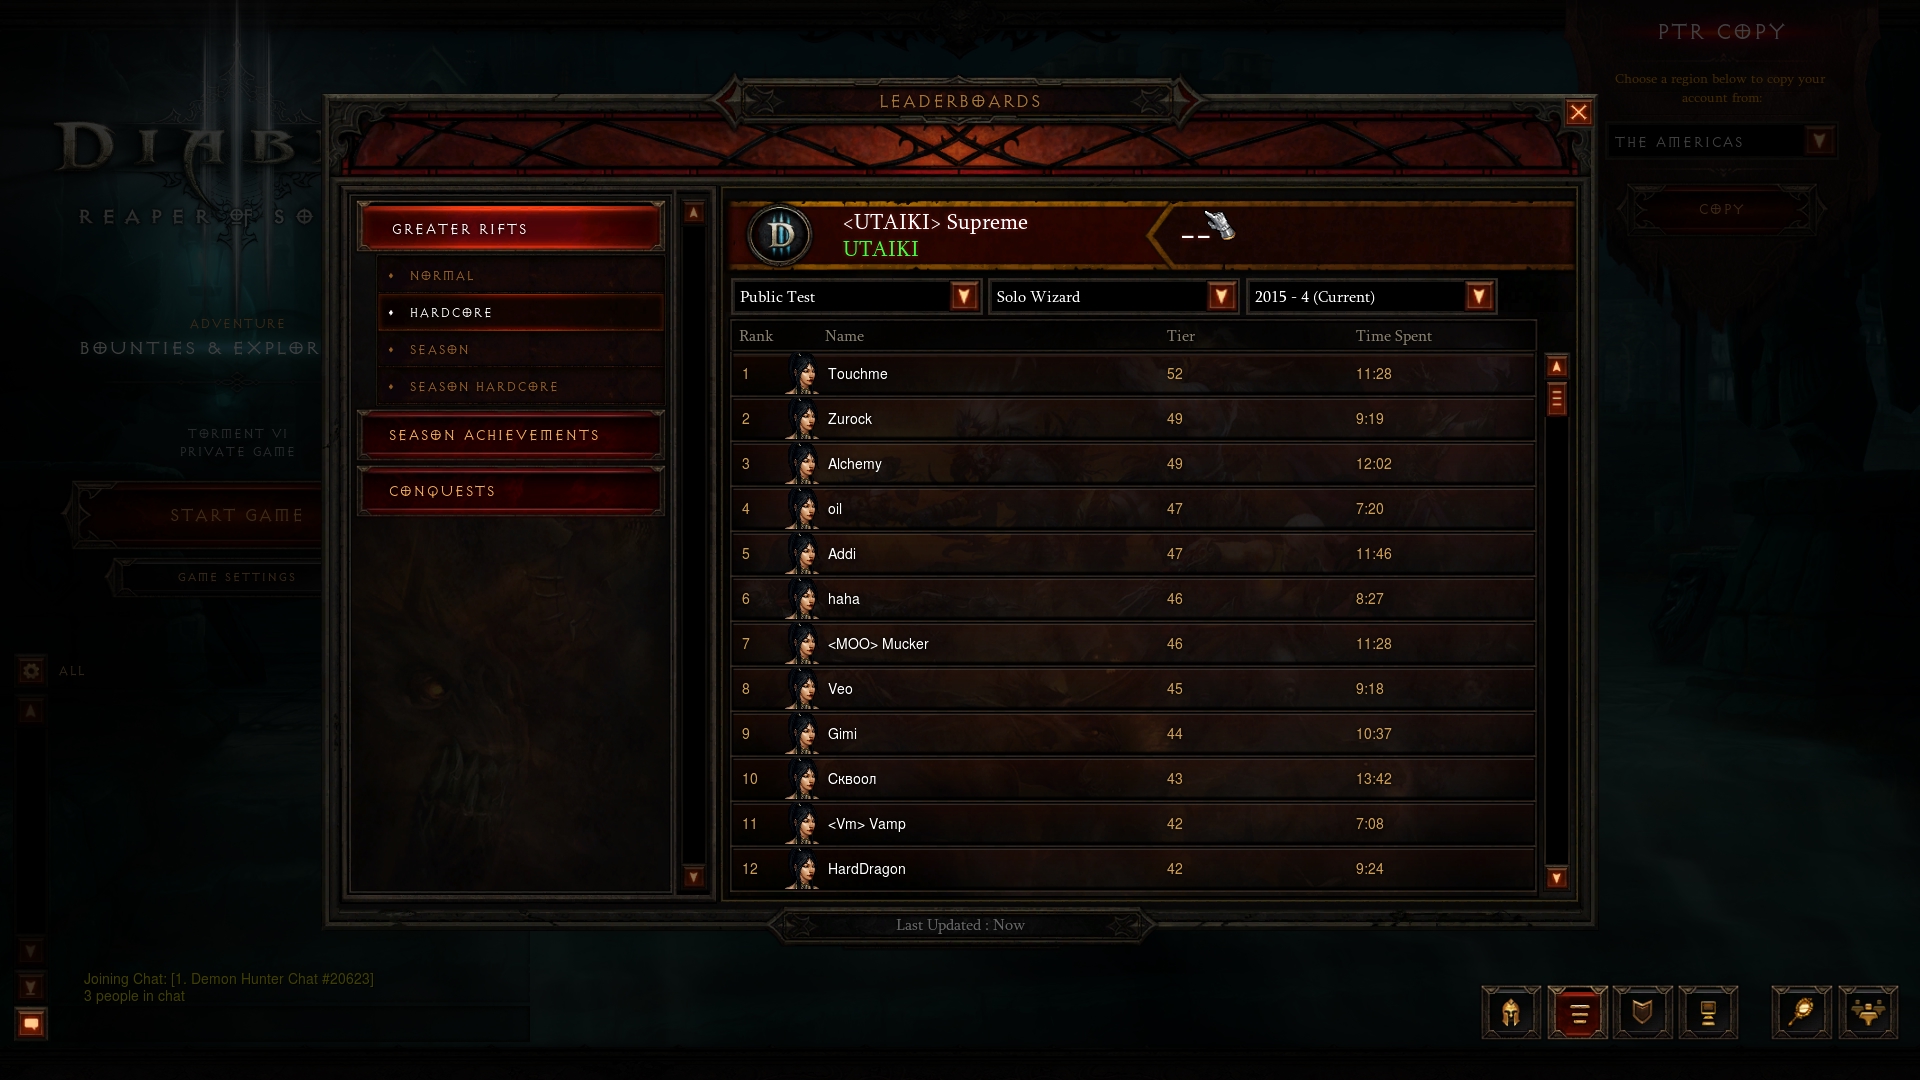 PTR COPY
Choose a region below to copy your
account from:
THE AMERICAS
COPY
DIAB
REAPER OF SO
ADVENTURE
BOUNTIES & EXPLOR
TORMENT VI
PRIVATE GAME
START GAME
GAME SETTINGS
ALL
LEADERBOARDS
GREATER RIFTS
NORMAL
HARDCORE
SEASON
SEASON HARDCORE
SEASON ACHIEVEMENTS
CONQUESTS
<UTAIKI> Supreme
UTAIKI
--
Public Test Solo Wizard 2015 - 4 (Current)
Rank Name Tier Time Spent
1 Touchme 52 11:28
2 Zurock 49 9:19
3 Alchemy 49 12:02
4 oil 47 7:20
5 Addi 47 11:46
6 haha 46 8:27
7 <MOO> Mucker 46 11:28
8 Veo 45 9:18
9 Gimi 44 10:37
10 Сквоол 43 13:42
11 <Vm> Vamp 42 7:08
12 HardDragon 42 9:24
Last Updated : Now
Joining Chat: [1. Demon Hunter Chat #20623]
3 people in chat